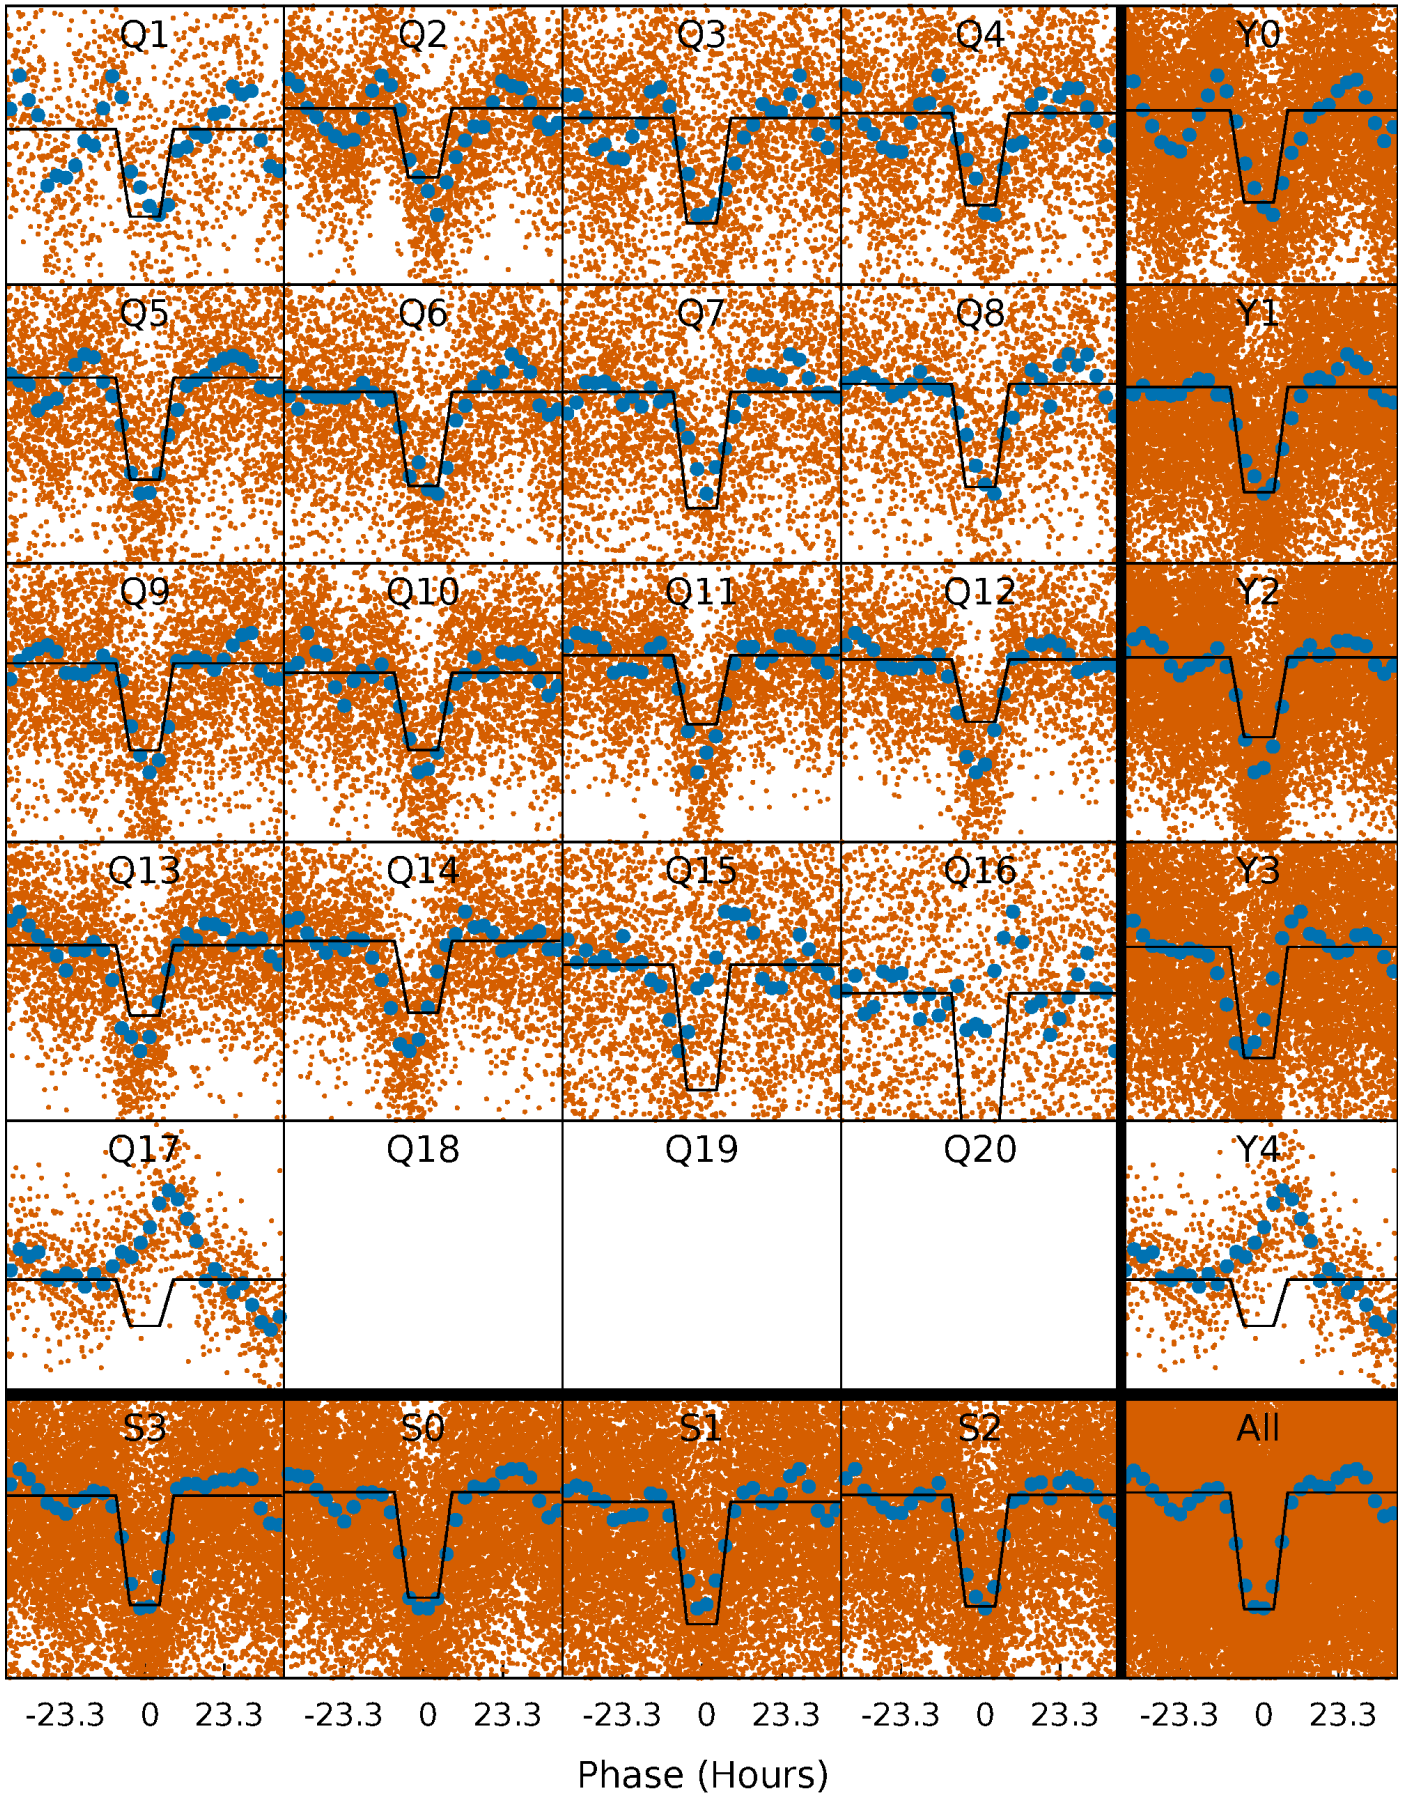 Q1 Q2 Q3 Q4 Y0
Q5 Q6 Q7 Q8 Y1
Q9 Q10 Q11 Q12 Y2
Q13 Q14 Q15 Q16 Y3
Q17 Q18 Q19 Q20 Y4
S3 S0 S1 S2 All
-23.3 0 23.3 -23.3 0 23.3 -23.3 0 23.3 -23.3 0 23.3 -23.3 0 23.3
Phase (Hours)